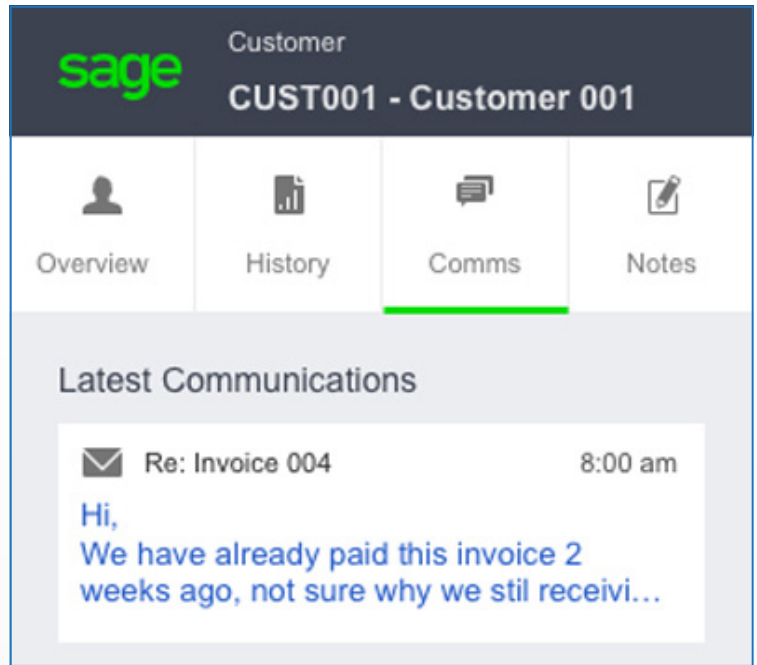 sage
Customer
CUST001 - Customer 001
Overview
History
Comms
Notes
Latest Communications
Re: Invoice 004
8:00 am
Hi,
We have already paid this invoice 2
weeks ago, not sure why we stil receivi...